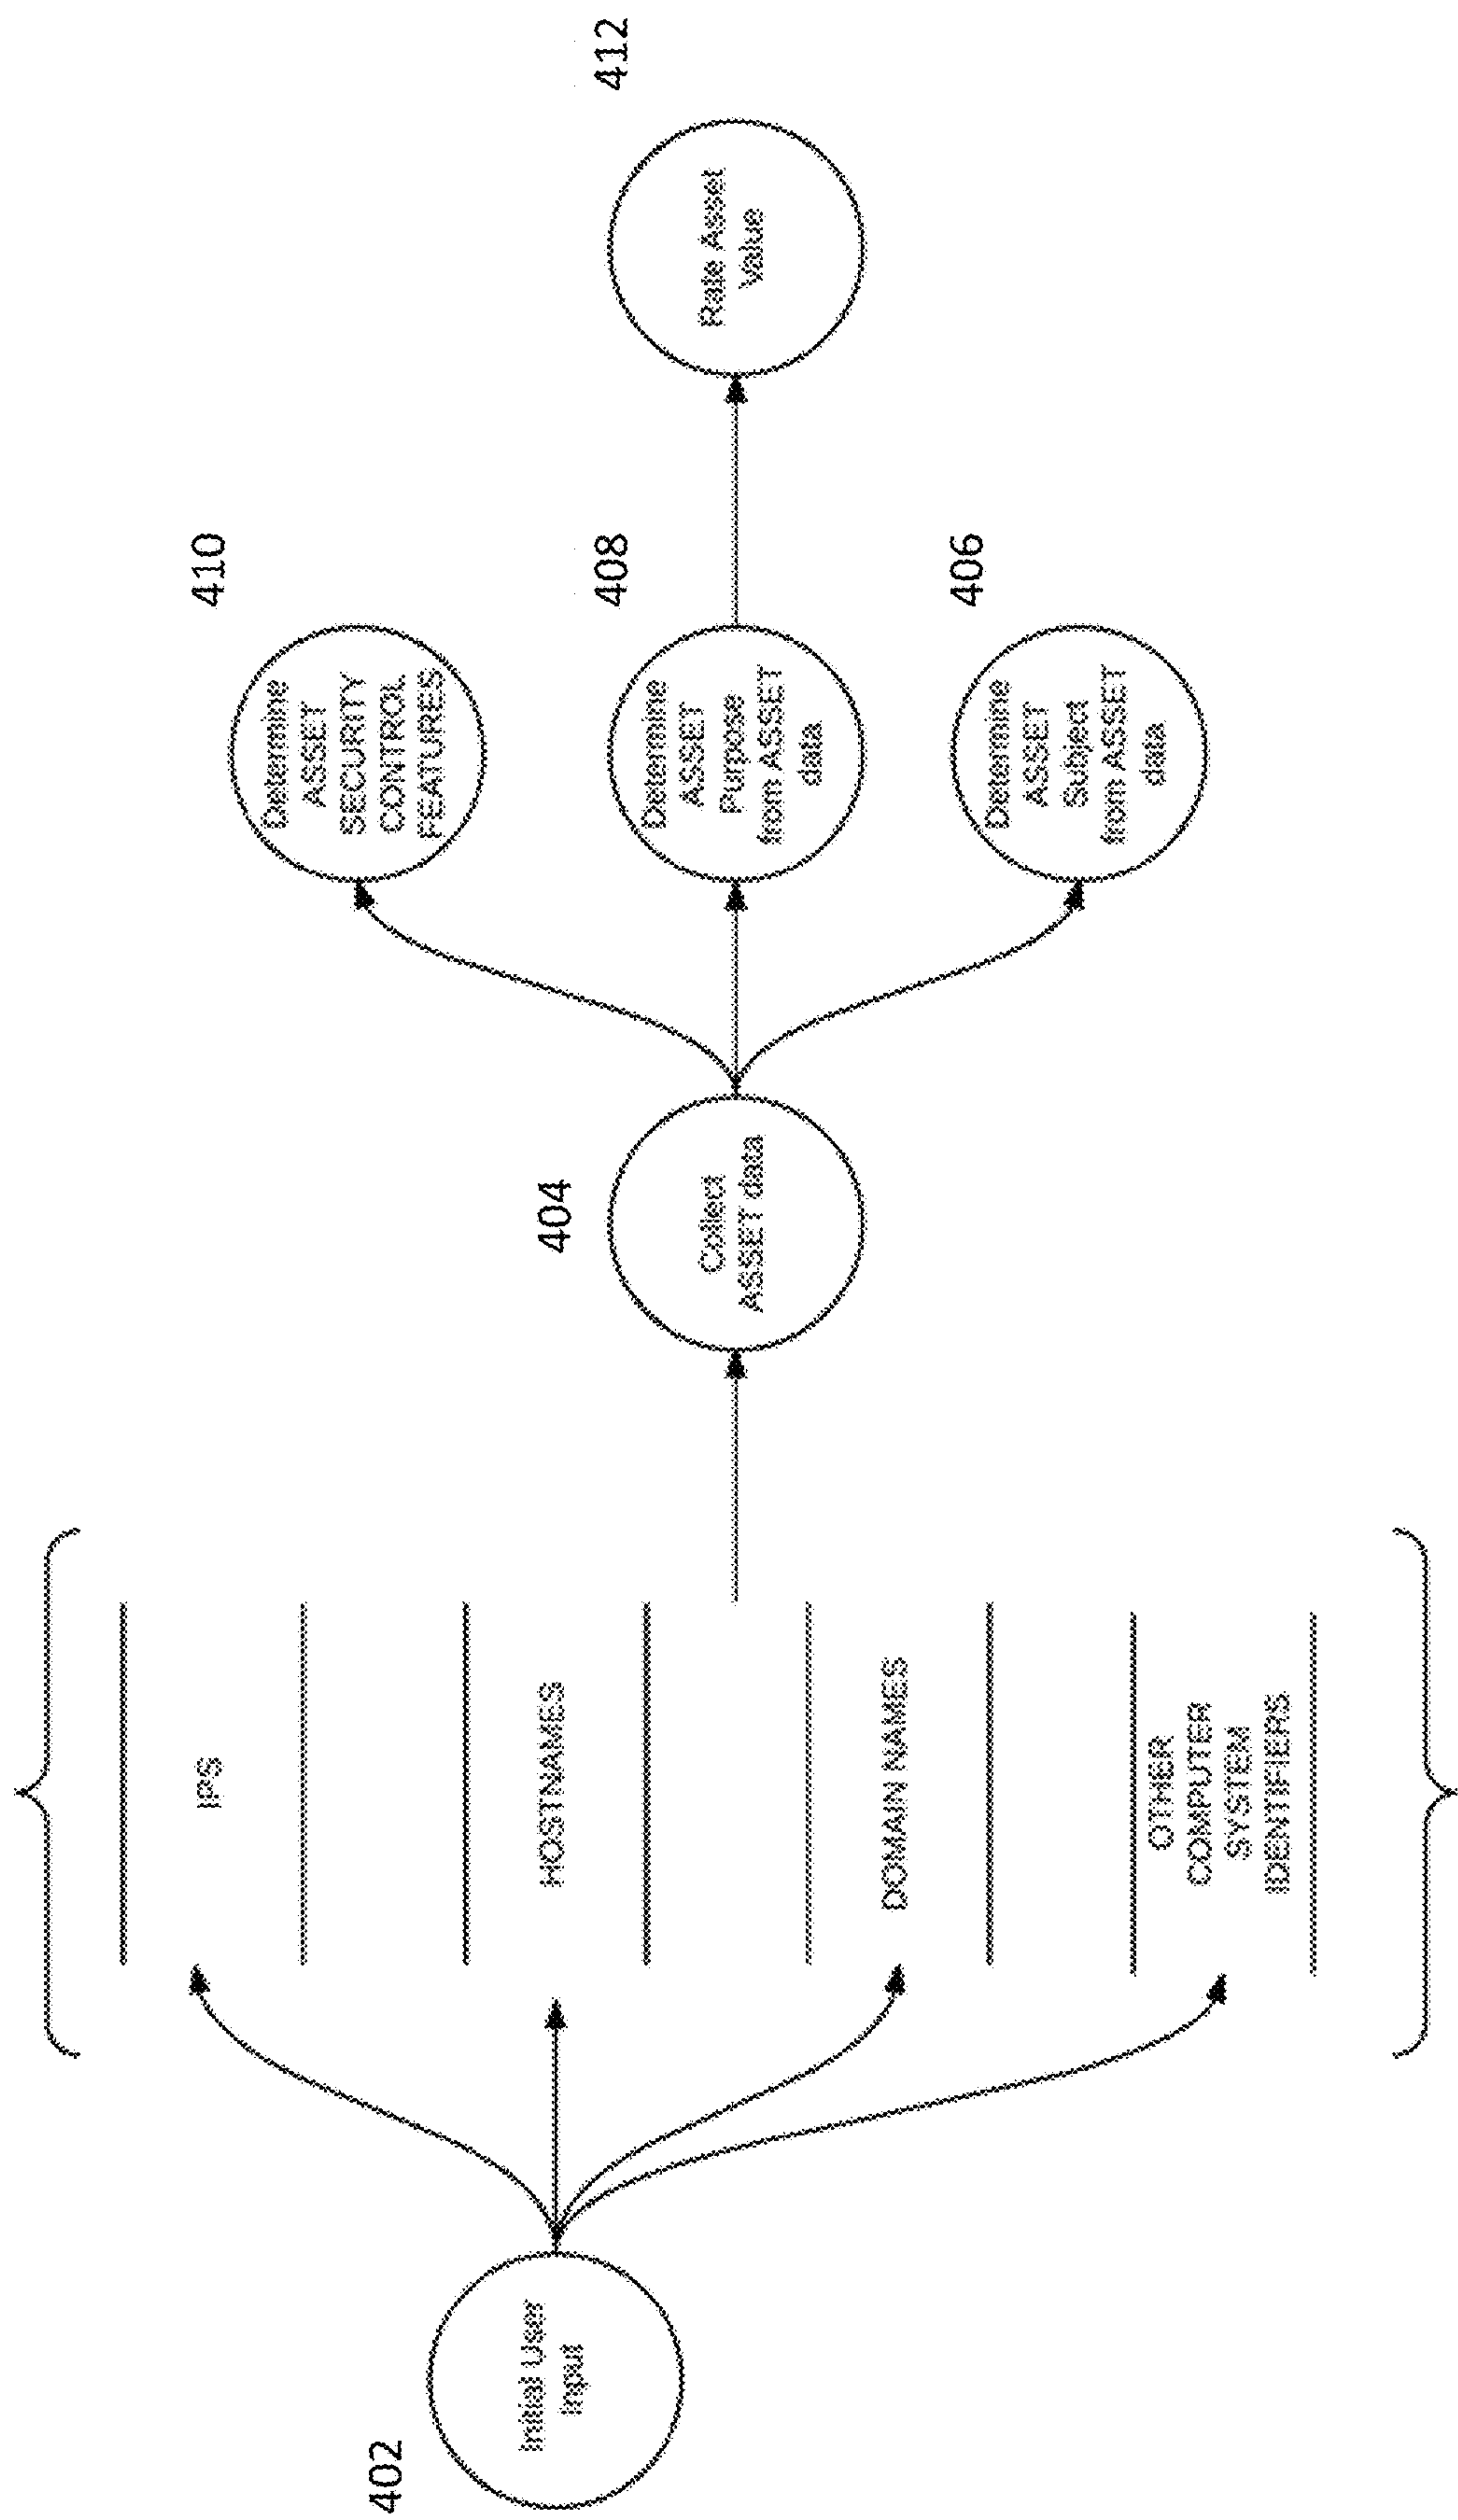 402
Initial User
Input
IPS
HOSTNAMES
DOMAIN NAMES
OTHER
COMPUTER
SYSTEM
IDENTIFIERS
404
Collect
ASSET data
410
Determine
ASSET
SECURITY
CONTROL
FEATURES
408
Determine
ASSET
Purpose
from ASSET
data
406
Determine
ASSET
Subject
from ASSET
data
412
Rate Asset
Value